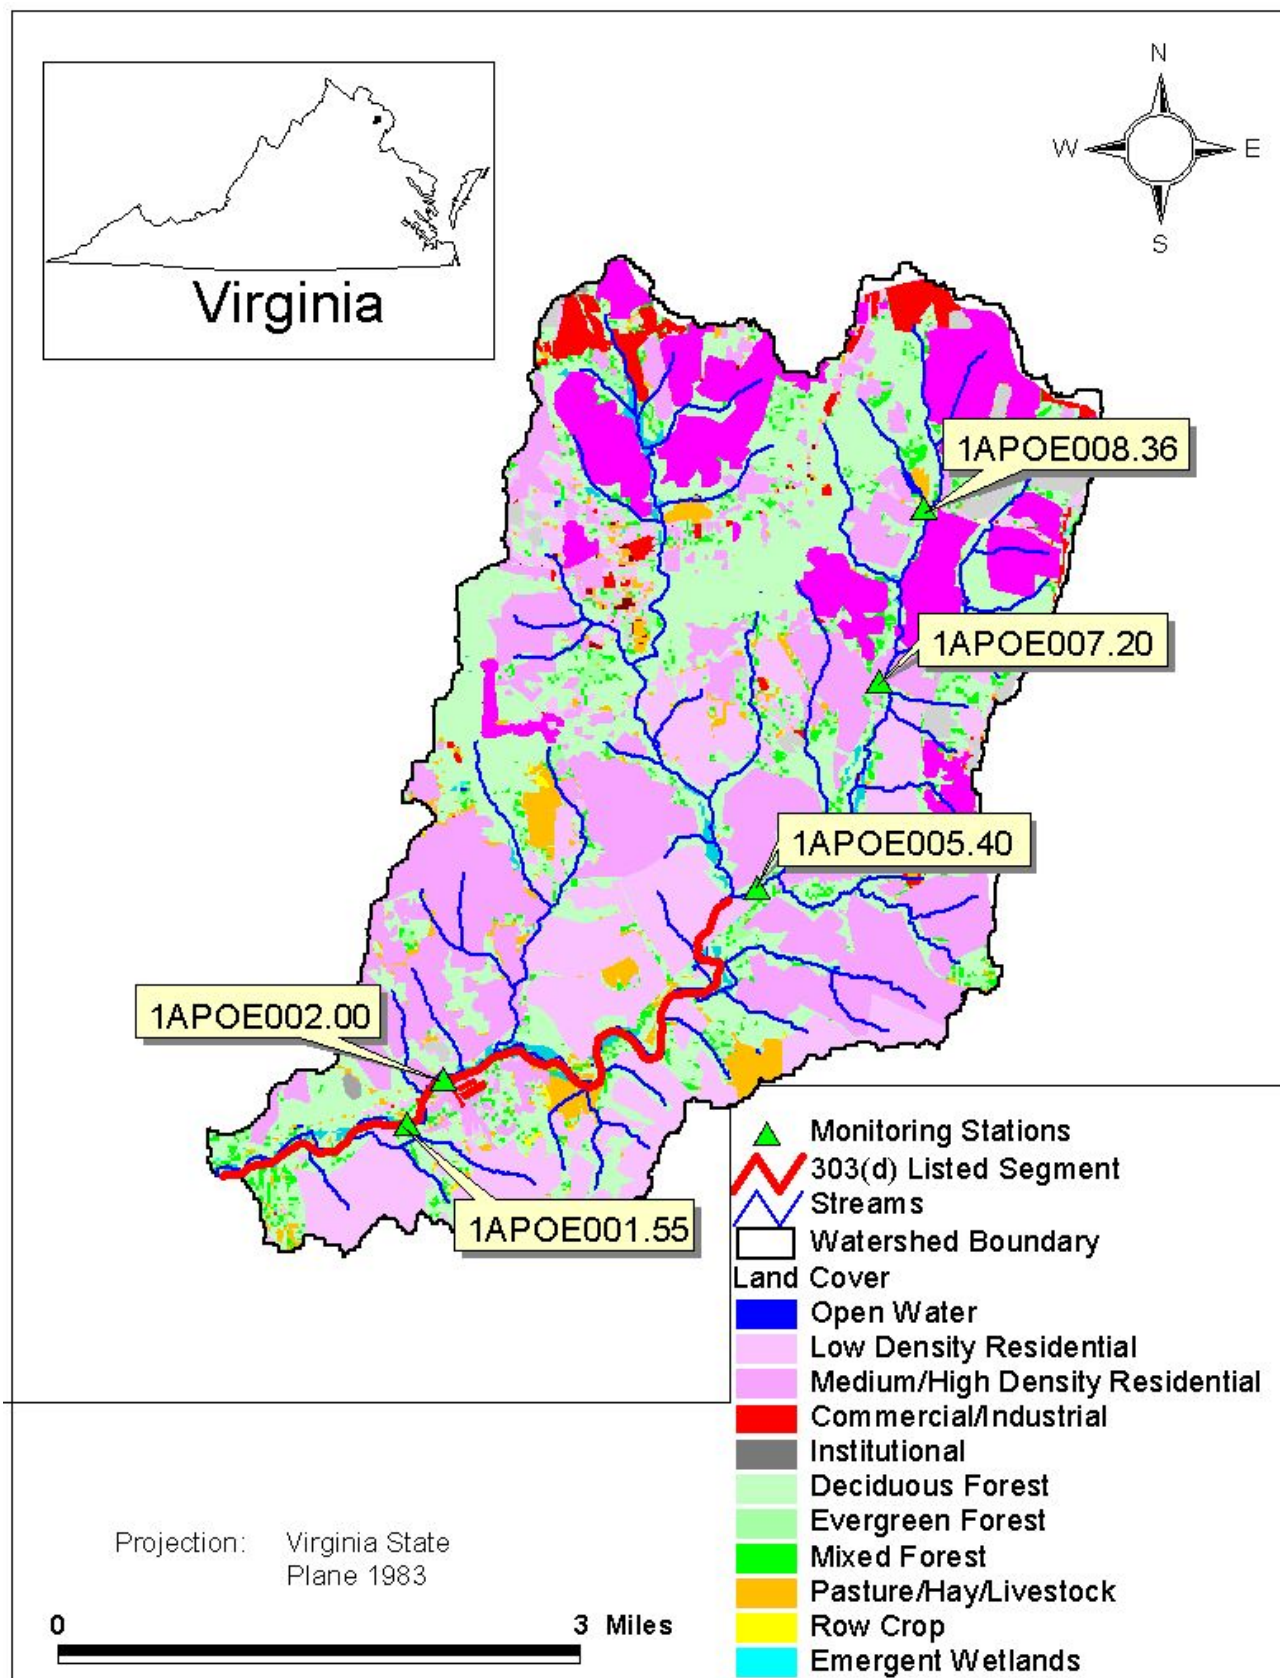 N
W
E
S
Virginia
1APOE008.36
1APOE007.20
1APOE005.40
1APOE002.00
1APOE001.55
Monitoring Stations
303(d) Listed Segment
Streams
Watershed Boundary
Land Cover
Open Water
Low Density Residential
Medium/High Density Residential
Commercial/Industrial
Institutional
Deciduous Forest
Evergreen Forest
Mixed Forest
Pasture/Hay/Livestock
Row Crop
Emergent Wetlands
Projection: Virginia State
Plane 1983
0 3 Miles